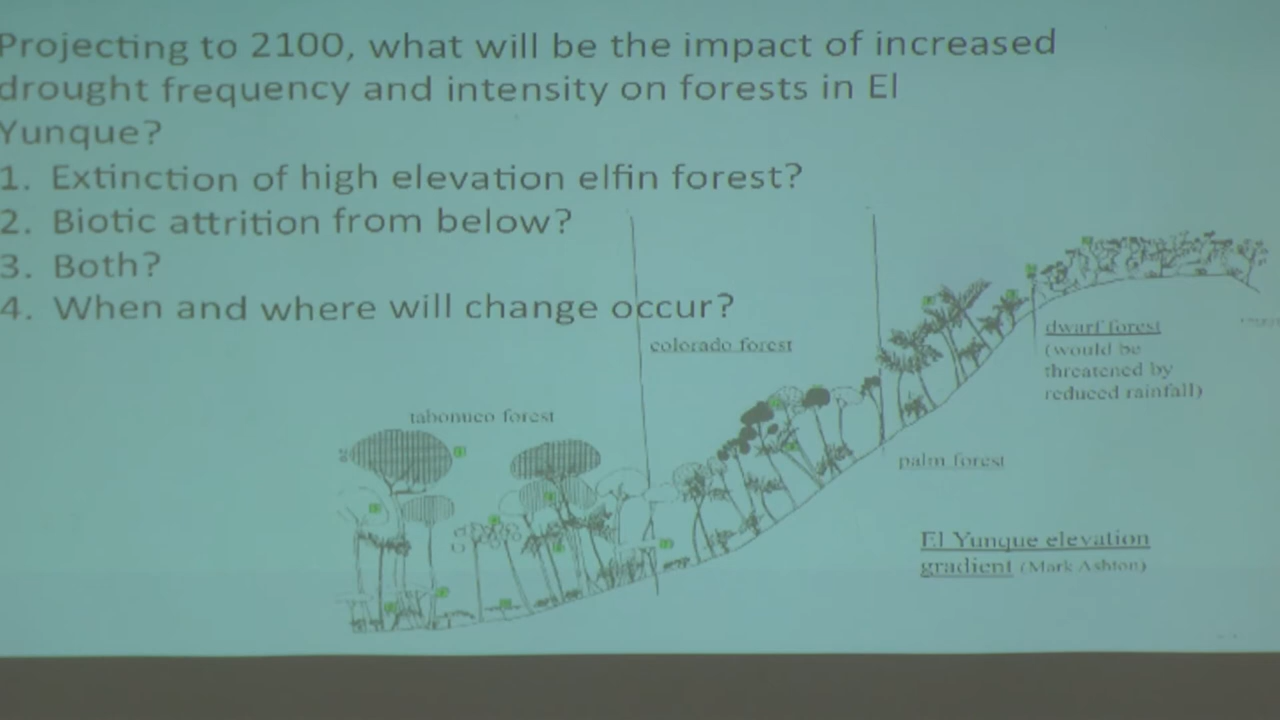 Projecting to 2100, what will be the impact of increased
drought frequency and intensity on forests in El
Yunque?
1. Extinction of high elevation elfin forest?
2. Biotic attrition from below?
3. Both?
4. When and where will change occur?
colorado forest
dwarf forest
(would be
threatened by
reduced rainfall)
tabonuco forest
palm forest
El Yunque elevation
gradient (Mark Ashton)